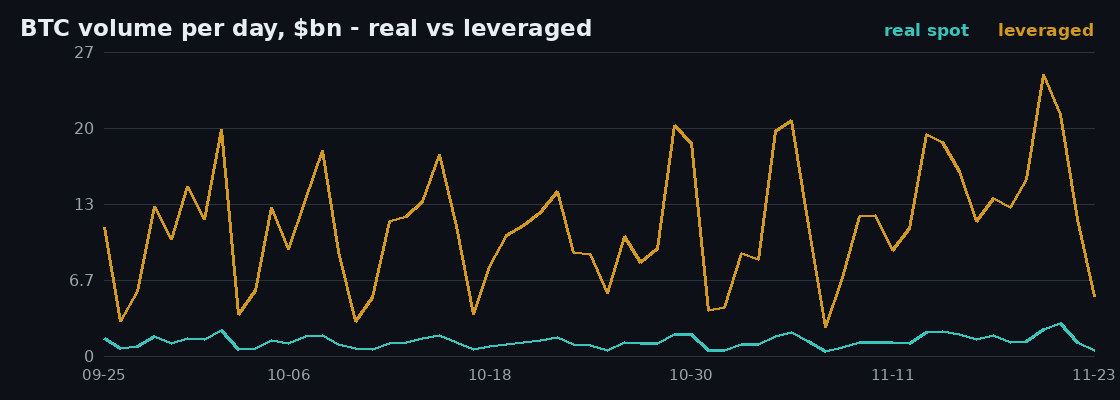 BTC volume per day, $bn - real vs leveraged
real spot leveraged
27
20
13
6.7
0
09-25 10-06 10-18 10-30 11-11 11-23